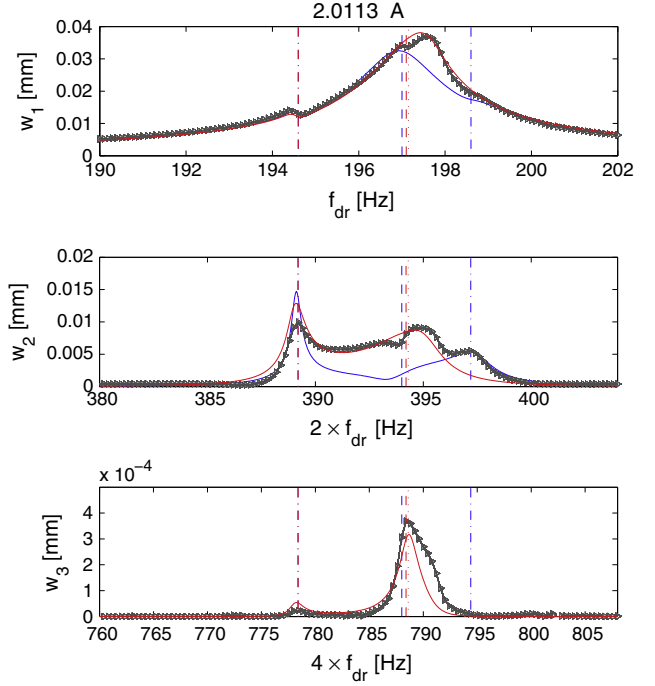 2.0113 A
0.04
0.03
0.02
0.01
0
w1 [mm]
190 192 194 196 198 200 202
fdr [Hz]
0.02
0.015
0.01
0.005
0
w2 [mm]
380 385 390 395 400
2 × fdr [Hz]
x 10−4
4
3
2
1
0
w3 [mm]
760 765 770 775 780 785 790 795 800 805
4 × fdr [Hz]